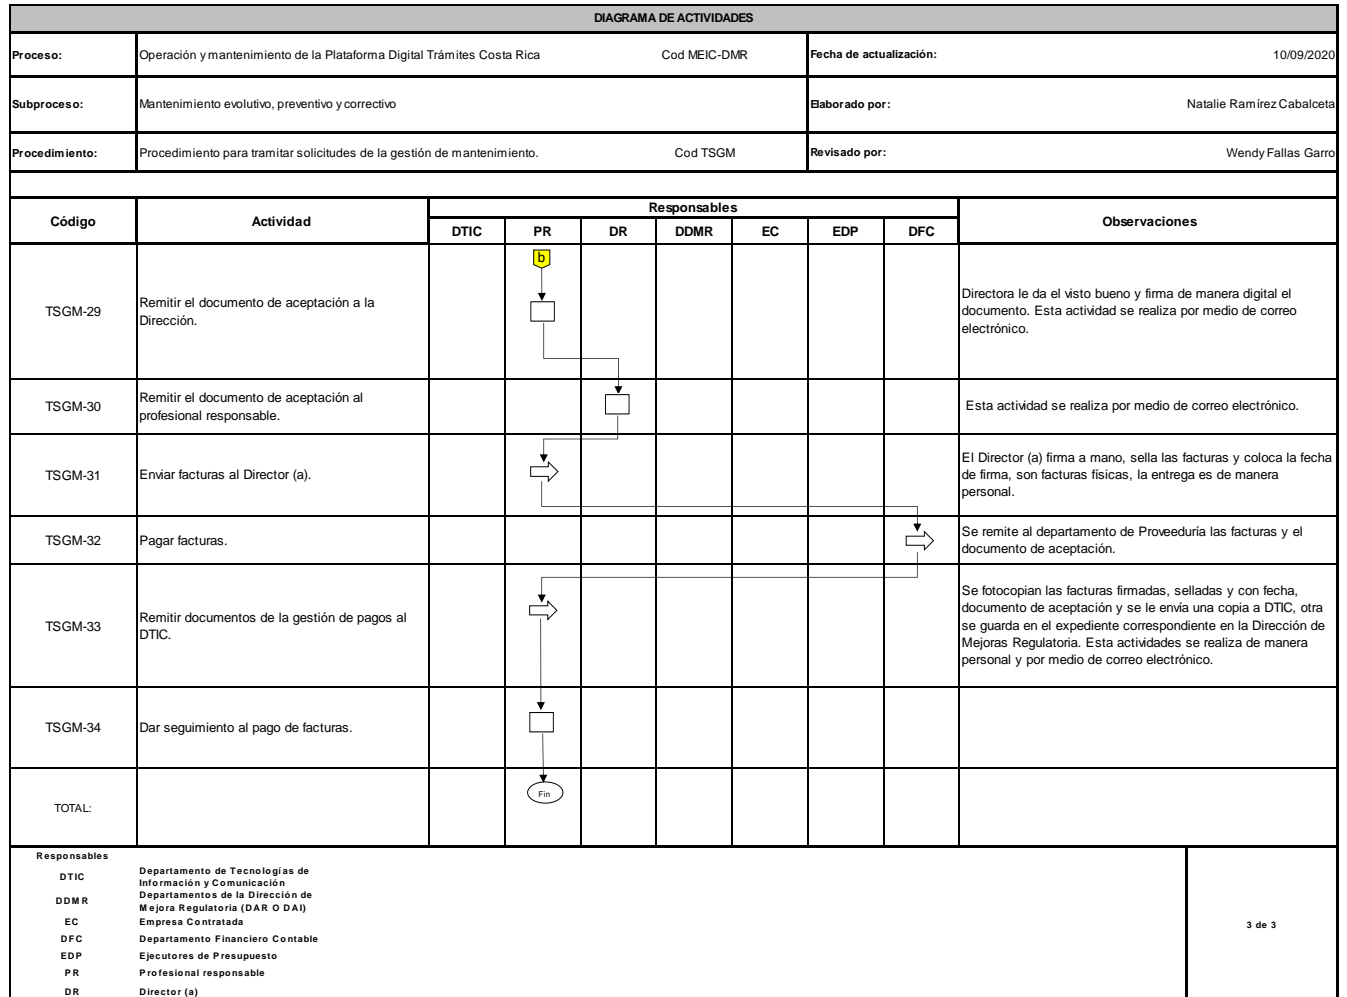 DIAGRAMA DE ACTIVIDADES
Proceso: Operación y mantenimiento de la Plataforma Digital Trámites Costa Rica Cod MEIC-DMR Fecha de actualización: 10/09/2020
Subproceso: Mantenimiento evolutivo, preventivo y correctivo Elaborado por: Natalie Ramírez Cabalceta
Procedimiento: Procedimiento para tramitar solicitudes de la gestión de mantenimiento. Cod TSGM Revisado por: Wendy Fallas Garro
Código Actividad Responsables Observaciones
DTIC PR DR DDMR EC EDP DFC
b
TSGM-29
Remitir el documento de aceptación a la
Dirección.
Directora le da el visto bueno y firma de manera digital el
documento. Esta actividad se realiza por medio de correo
electrónico.
TSGM-30
Remitir el documento de aceptación al
profesional responsable.
Esta actividad se realiza por medio de correo electrónico.
TSGM-31
Enviar facturas al Director (a).
El Director (a) firma a mano, sella las facturas y coloca la fecha
de firma, son facturas físicas, la entrega es de manera
personal.
TSGM-32
Pagar facturas.
Se remite al departamento de Proveeduría las facturas y el
documento de aceptación.
TSGM-33
Remitir documentos de la gestión de pagos al
DTIC.
Se fotocopian las facturas firmadas, selladas y con fecha,
documento de aceptación y se le envía una copia a DTIC, otra
se guarda en el expediente correspondiente en la Dirección de
Mejoras Regulatoria. Esta actividades se realiza de manera
personal y por medio de correo electrónico.
TSGM-34
Dar seguimiento al pago de facturas.
TOTAL:
Fin
Responsables
DTIC Departamento de Tecnologías de
Información y Comunicación
DDMR Departamentos de la Dirección de
Mejora Regulatoria (DAR O DAI)
EC Empresa Contratada
DFC Departamento Financiero Contable
EDP Ejecutores de Presupuesto
PR Profesional responsable
DR Director (a)
3 de 3